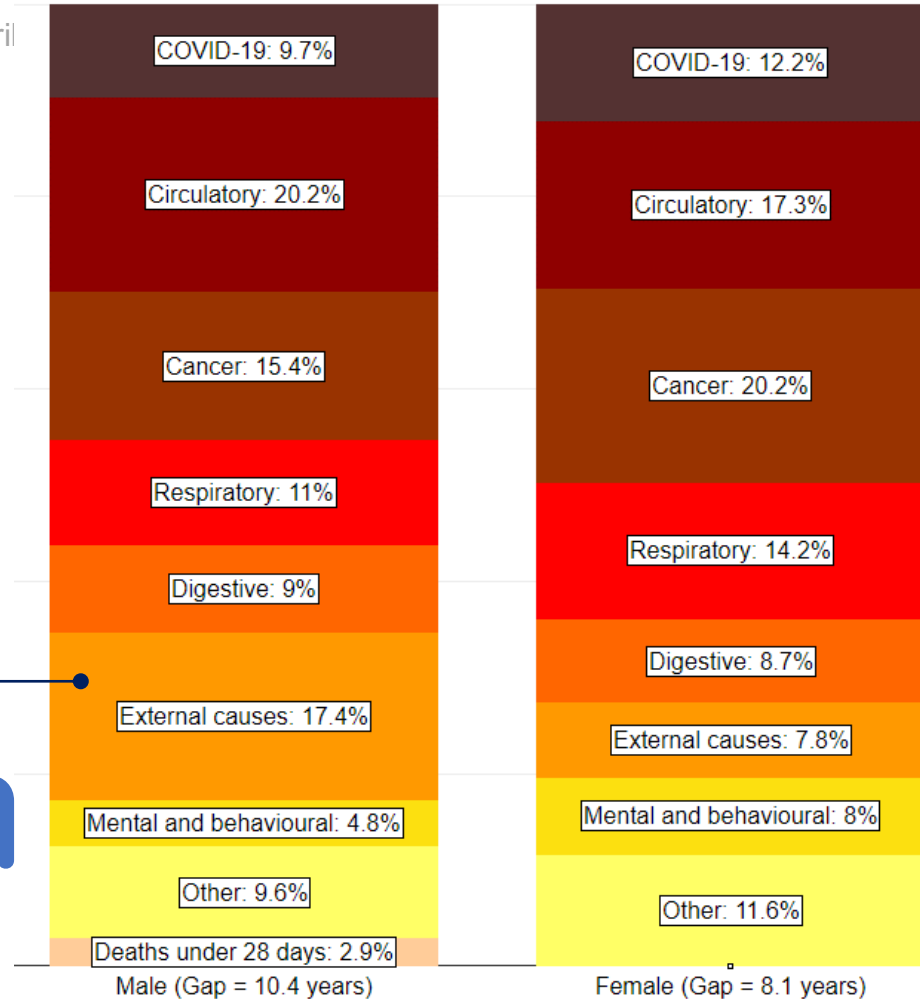 COVID-19: 9.7%
Circulatory: 20.2%
Cancer: 15.4%
Respiratory: 11%
Digestive: 9%
External causes: 17.4%
Mental and behavioural: 4.8%
Other: 9.6%
Deaths under 28 days: 2.9%
Male (Gap = 10.4 years)
COVID-19: 12.2%
Circulatory: 17.3%
Cancer: 20.2%
Respiratory: 14.2%
Digestive: 8.7%
External causes: 7.8%
Mental and behavioural: 8%
Other: 11.6%
Female (Gap = 8.1 years)